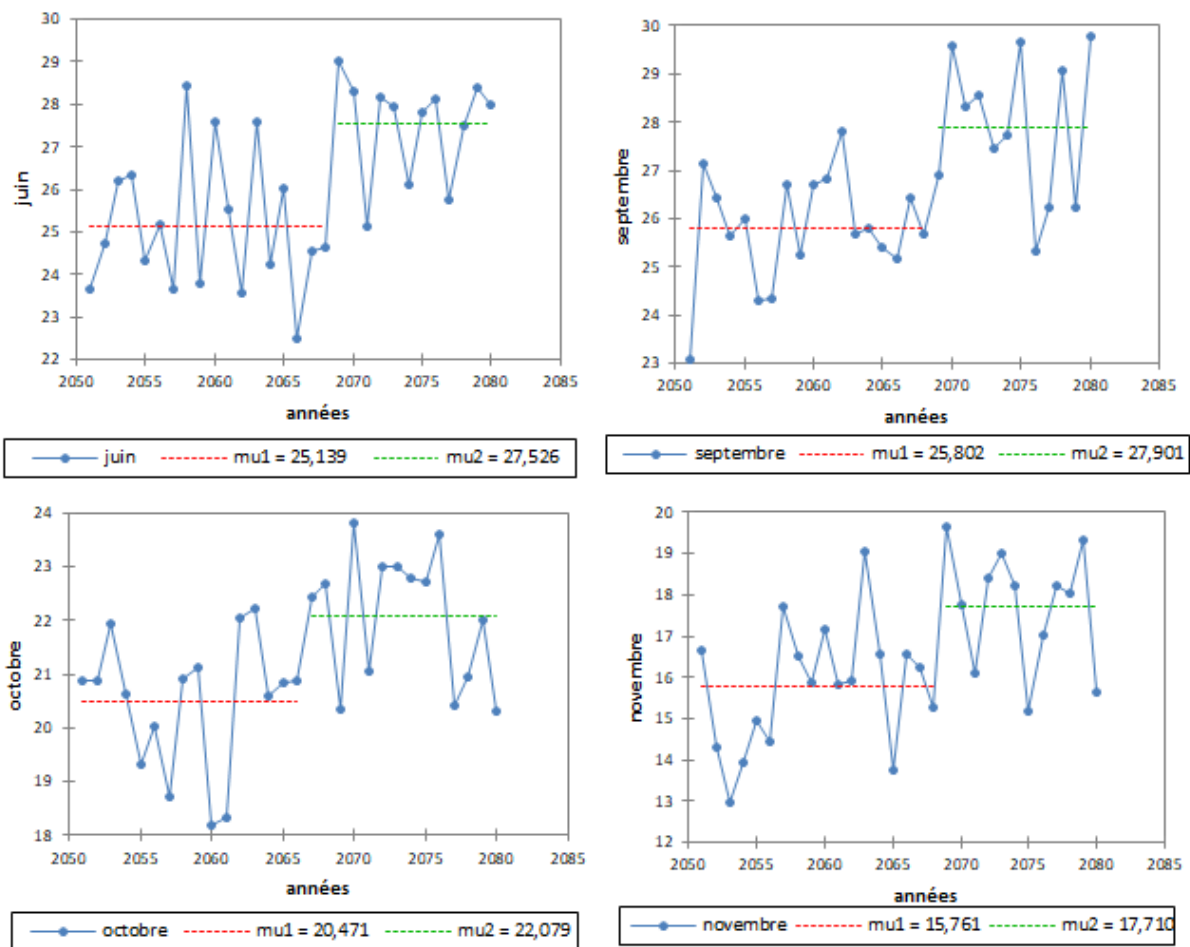 30
29
28
27
26
25
24
23
22
juin
2050 2055 2060 2065 2070 2075 2080 2085
années
juin mu1 = 25,139 mu2 = 27,526
30
29
28
27
26
25
24
23
septembre
2050 2055 2060 2065 2070 2075 2080 2085
années
septembre mu1 = 25,802 mu2 = 27,901
24
23
22
21
20
19
18
octobre
2050 2055 2060 2065 2070 2075 2080 2085
années
octobre mu1 = 20,471 mu2 = 22,079
20
19
18
17
16
15
14
13
12
novembre
2050 2055 2060 2065 2070 2075 2080 2085
années
novembre mu1 = 15,761 mu2 = 17,710